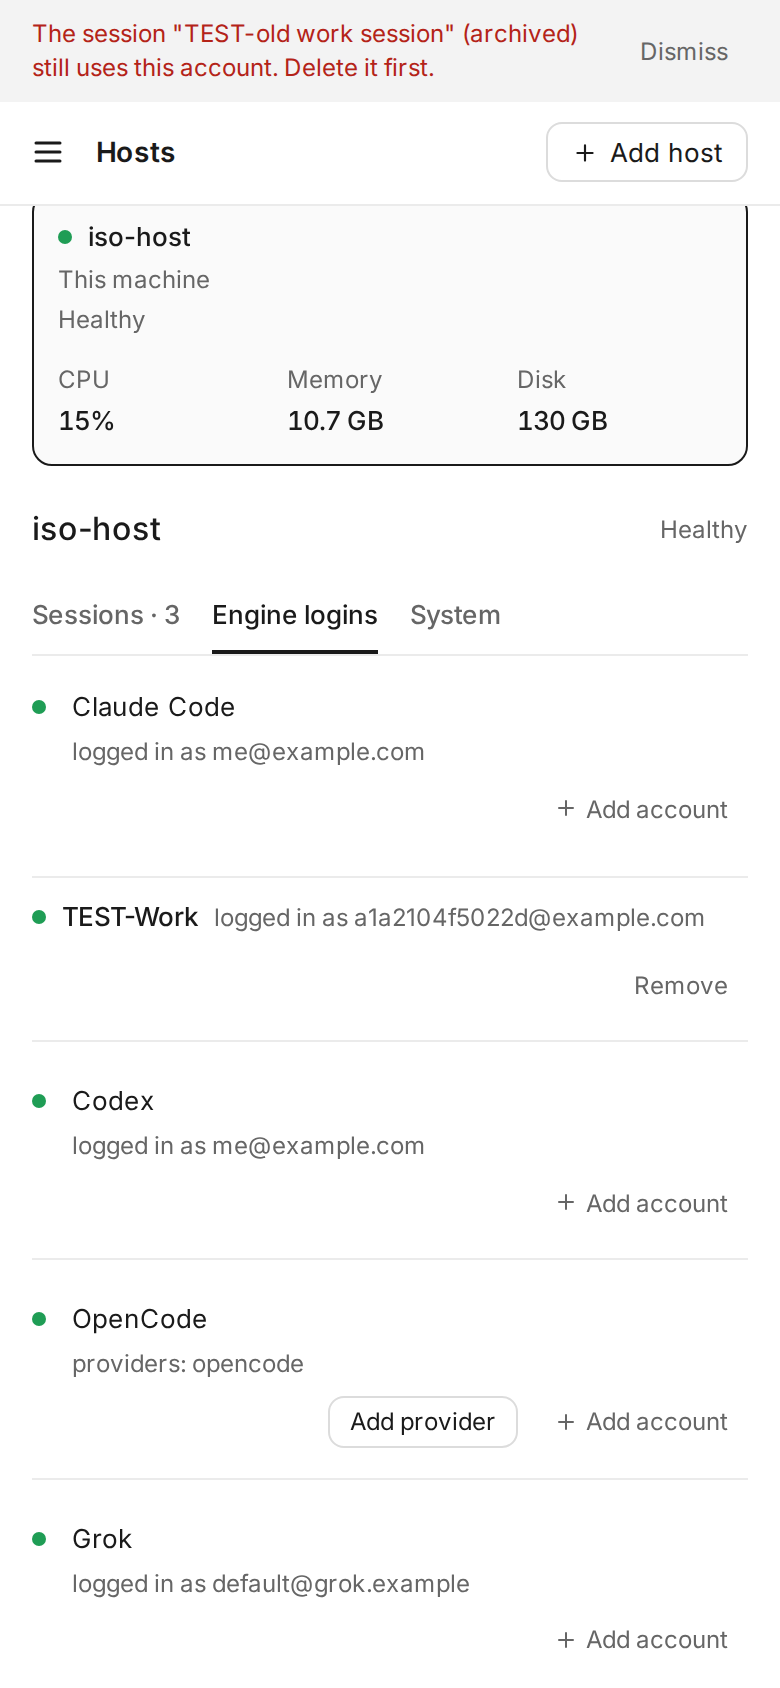 The session "TEST-old work session" (archived)
still uses this account. Delete it first.
Dismiss
Hosts
+ Add host
iso-host
This machine
Healthy
CPU
Memory
Disk
15%
10.7 GB
130 GB
iso-host
Healthy
Sessions · 3
Engine logins
System
Claude Code
logged in as me@example.com
+ Add account
TEST-Work logged in as a1a2104f5022d@example.com
Remove
Codex
logged in as me@example.com
+ Add account
OpenCode
providers: opencode
Add provider
+ Add account
Grok
logged in as default@grok.example
+ Add account